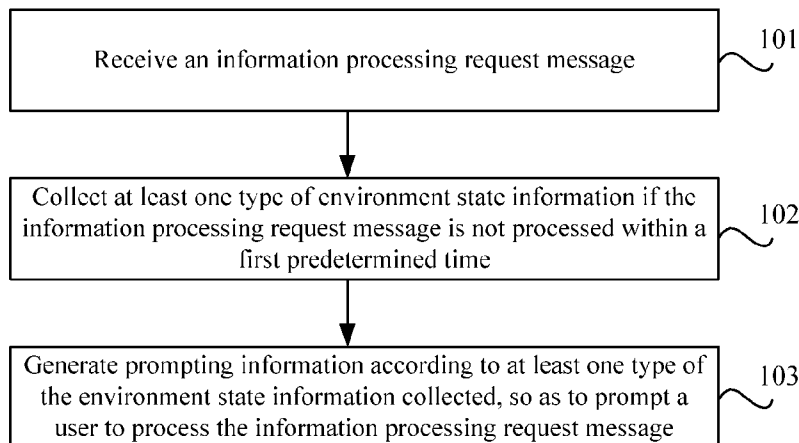 Receive an information processing request message
101
Collect at least one type of environment state information if the
information processing request message is not processed within a
first predetermined time
102
Generate prompting information according to at least one type of
the environment state information collected, so as to prompt a
user to process the information processing request message
103